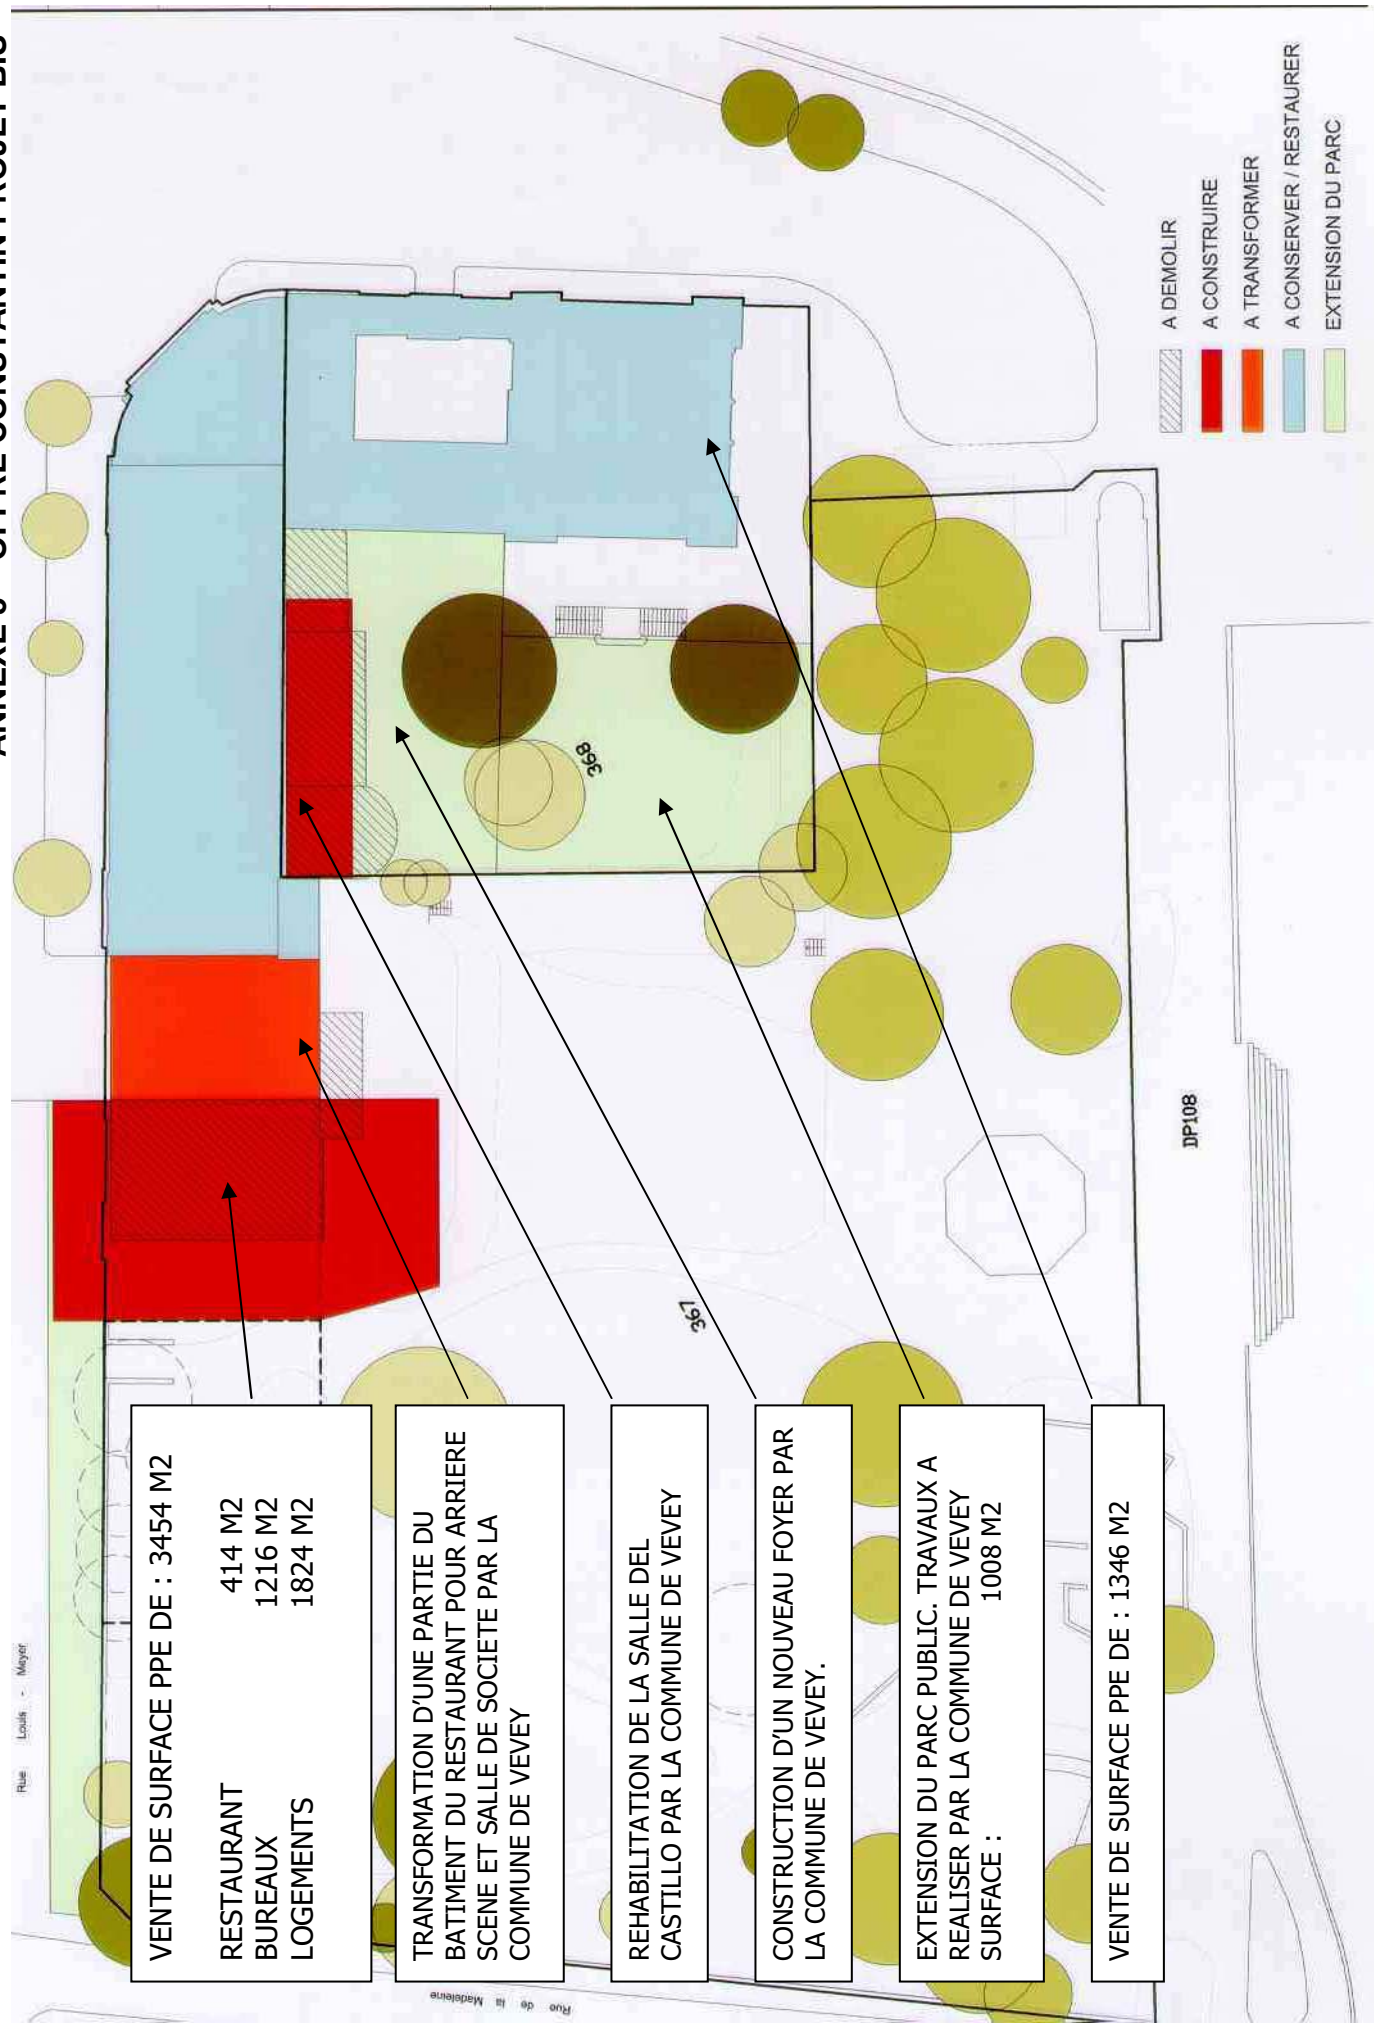 OFFRE CONSTANTIN PROJET BIS
Rue Louis - Meyer
VENTE DE SURFACE PPE DE : 3454 M2
RESTAURANT 414 M2
BUREAUX 1216 M2
LOGEMENTS 1824 M2
TRANSFORMATION D'UNE PARTIE DU
BATIMENT DU RESTAURANT POUR ARRIERE
SCENE ET SALLE DE SOCIETE PAR LA
COMMUNE DE VEVEY
REHABILITATION DE LA SALLE DEL
CASTILLO PAR LA COMMUNE DE VEVEY
CONSTRUCTION D'UN NOUVEAU FOYER PAR
LA COMMUNE DE VEVEY.
EXTENSION DU PARC PUBLIC. TRAVAUX A
REALISER PAR LA COMMUNE DE VEVEY
SURFACE : 1008 M2
VENTE DE SURFACE PPE DE : 1346 M2
368
367
DP108
Rue de la Madeleine
A DEMOLIR
A CONSTRUIRE
A TRANSFORMER
A CONSERVER / RESTAURER
EXTENSION DU PARC